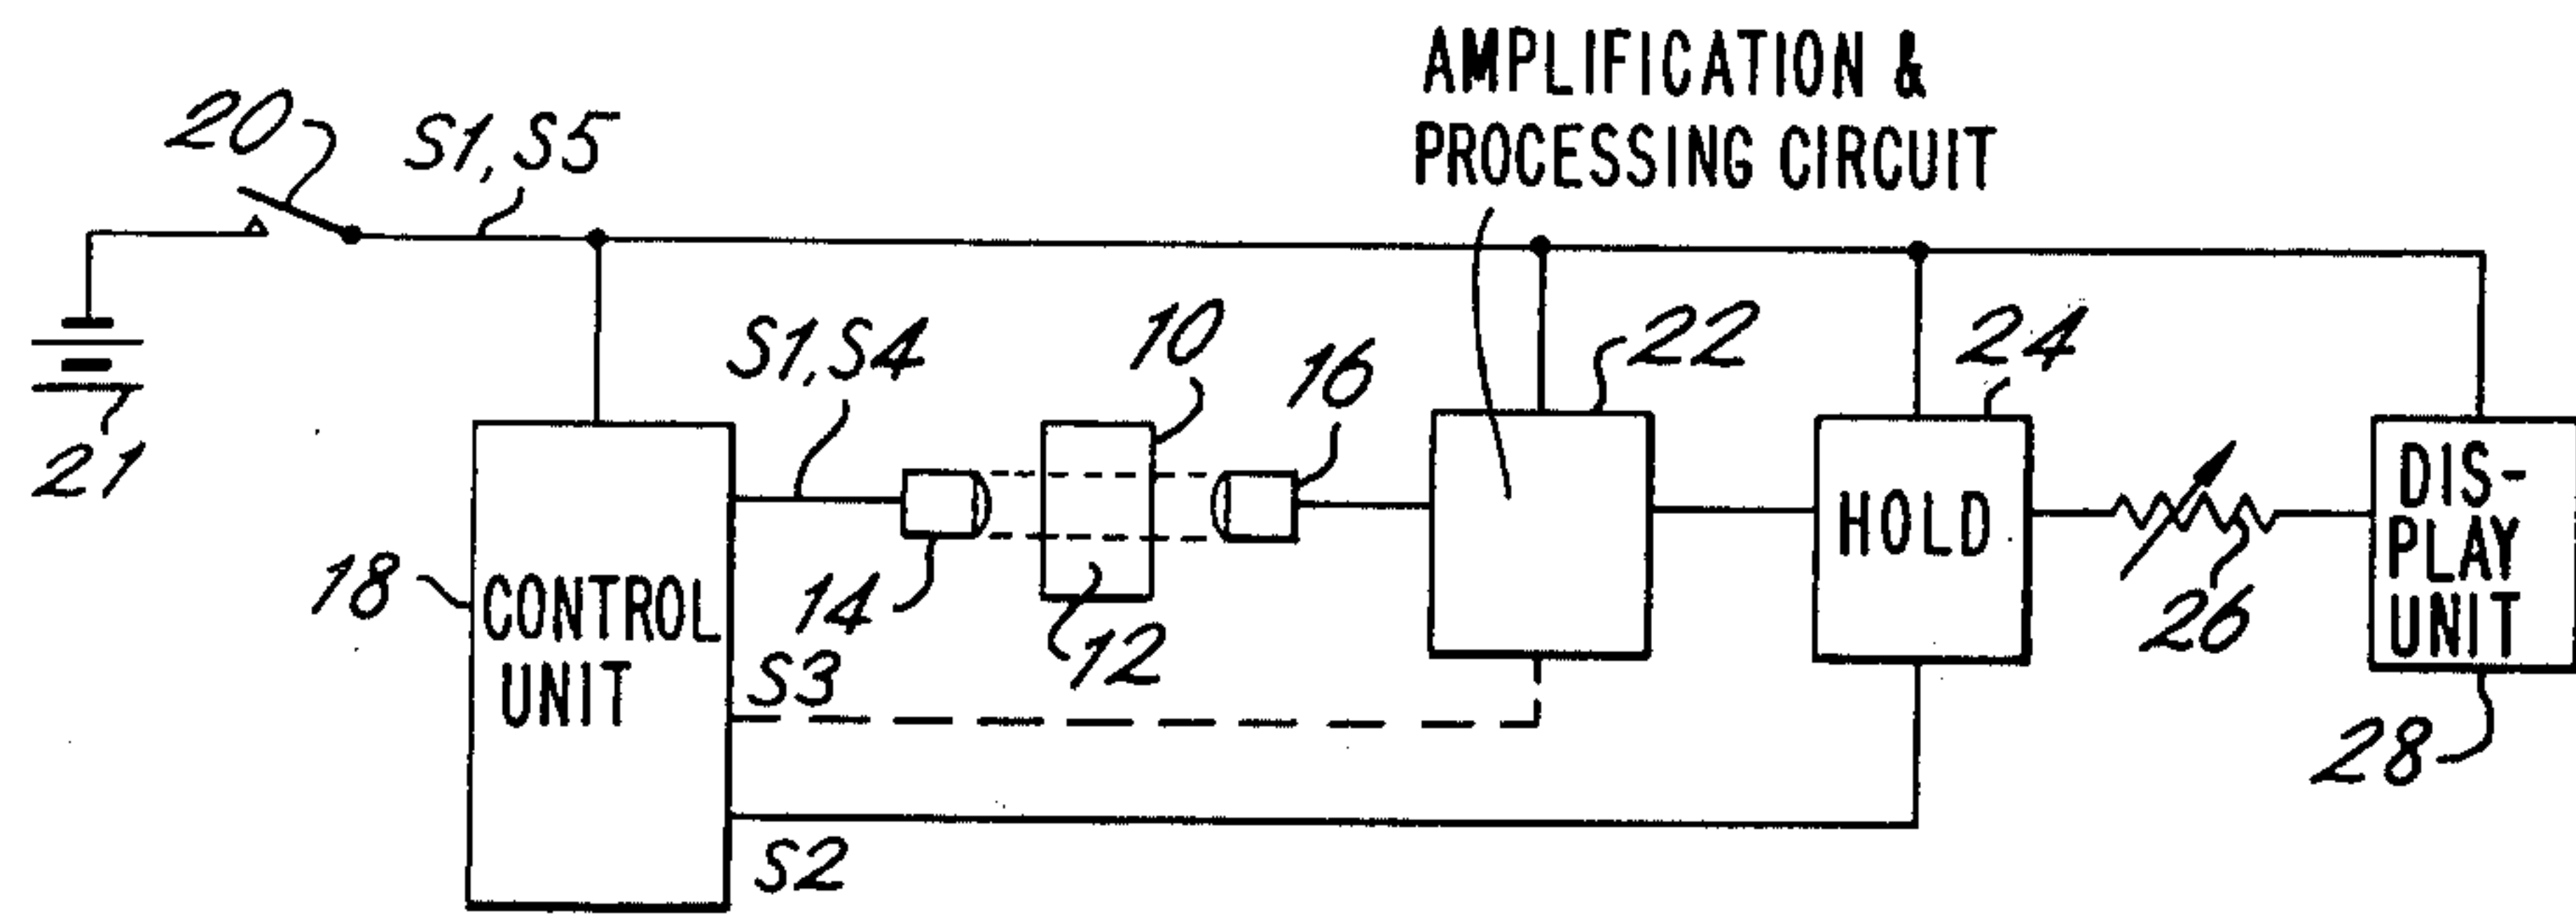 AMPLIFICATION &
PROCESSING CIRCUIT
20
S1, S5
21
S1, S4
10
16
22
24
18
CONTROL
UNIT
14
12
HOLD
26
DIS-
PLAY
UNIT
28
S3
S2